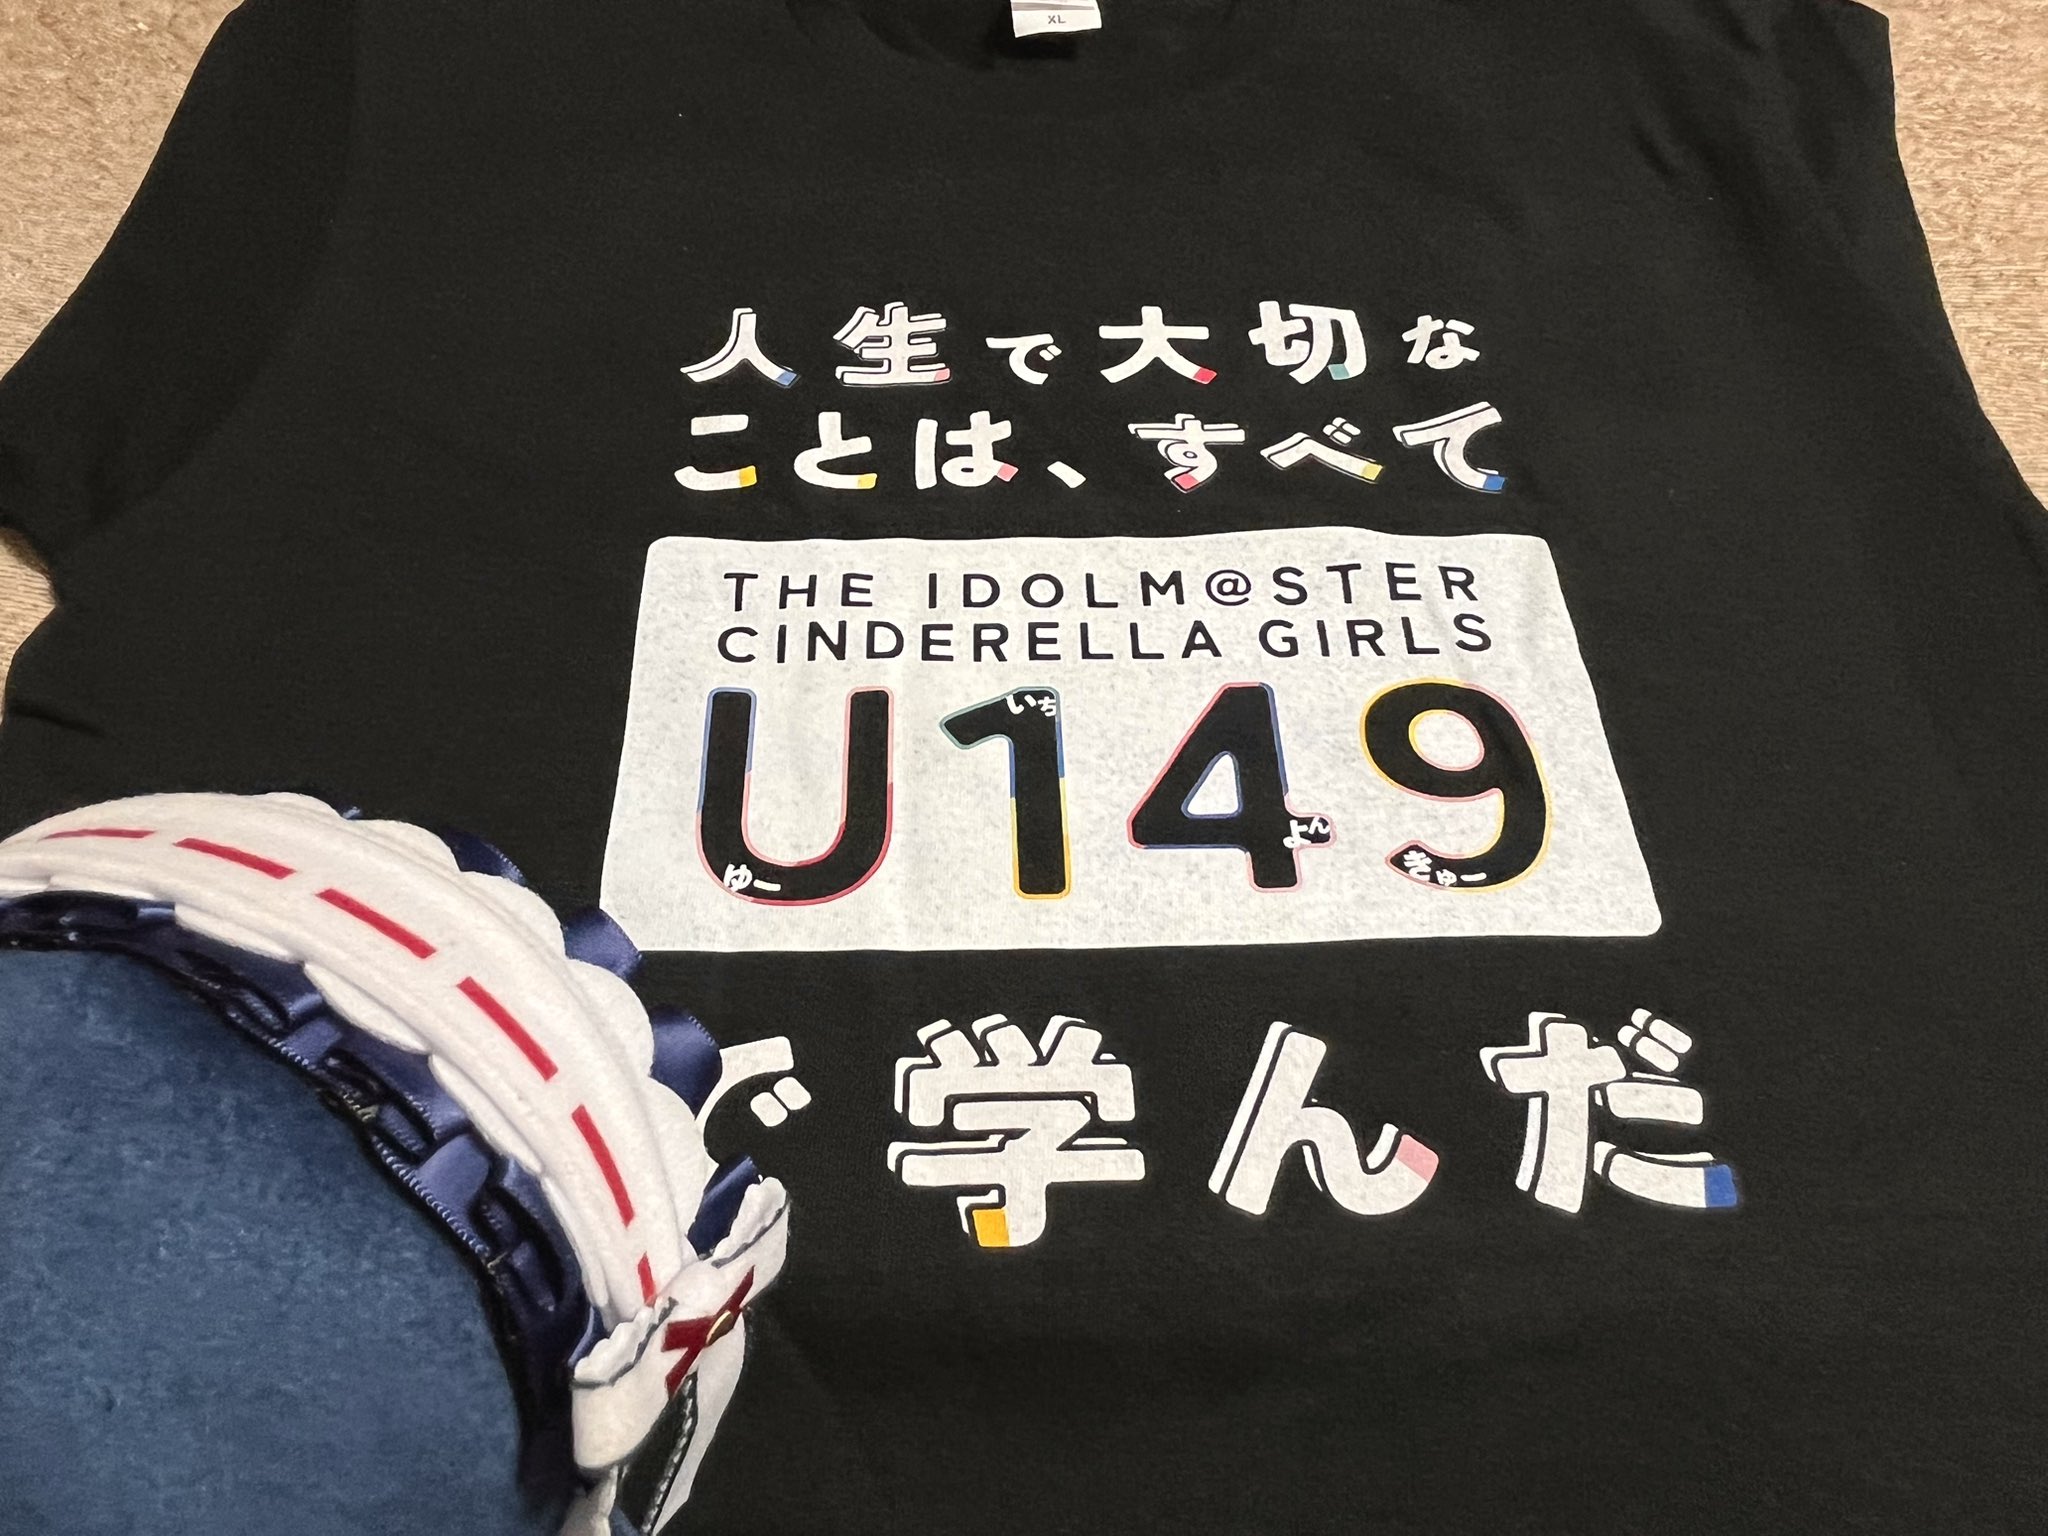 XL
人生で大切な
ことは、すべて
THE IDOLM@STER
CINDERELLA GIRLS
U149
ゆー いち よん きゅー
で学んだ